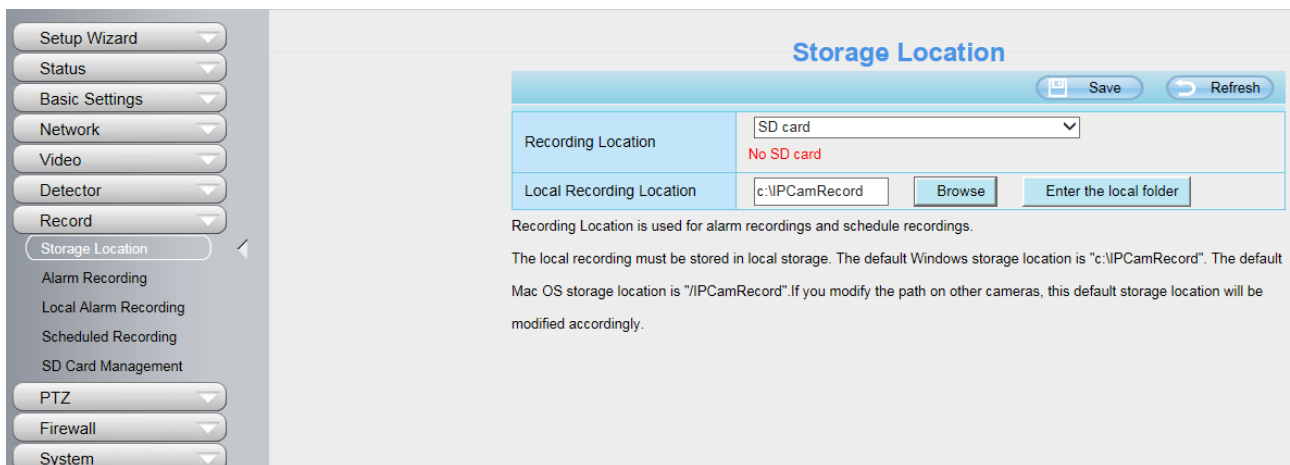 Setup Wizard
Status
Basic Settings
Network
Video
Detector
Record
Storage Location
Alarm Recording
Local Alarm Recording
Scheduled Recording
SD Card Management
PTZ
Firewall
System
Storage Location
Save Refresh
Recording Location SD card
No SD card
Local Recording Location c:\IPCamRecord Browse Enter the local folder
Recording Location is used for alarm recordings and schedule recordings.
The local recording must be stored in local storage. The default Windows storage location is "c:\IPCamRecord". The default
Mac OS storage location is "/IPCamRecord".If you modify the path on other cameras, this default storage location will be
modified accordingly.